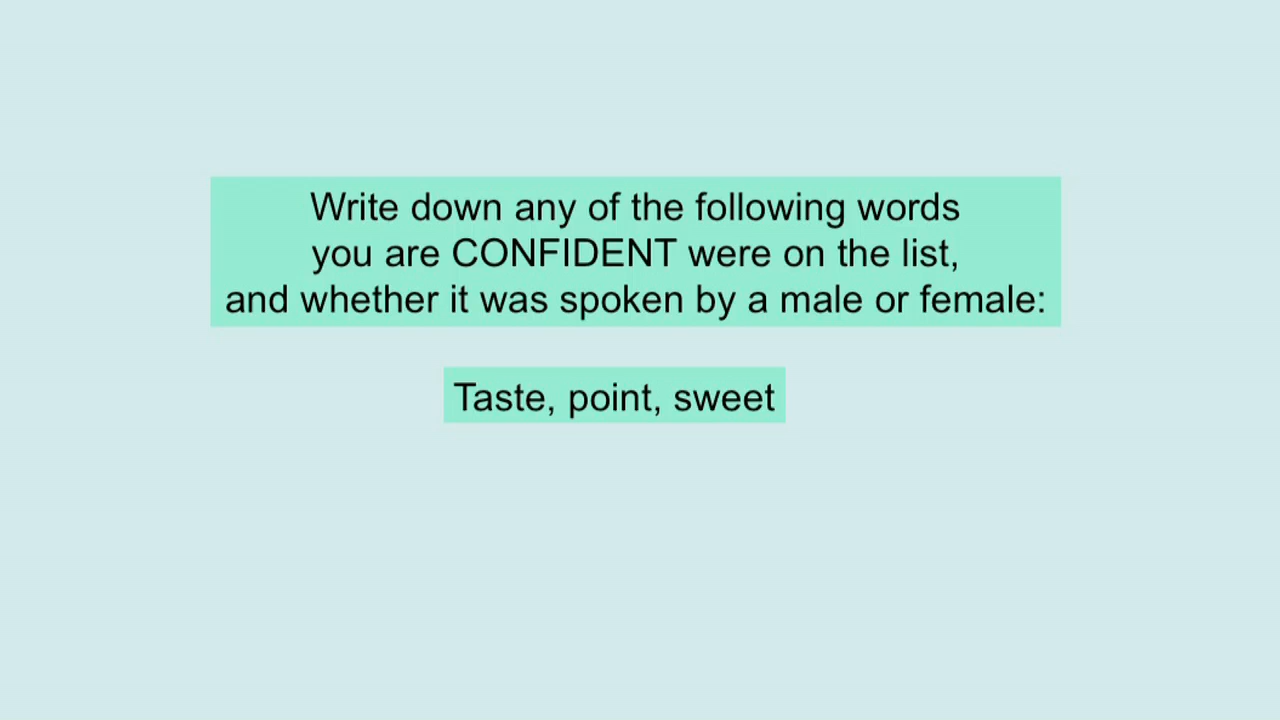 Write down any of the following words
you are CONFIDENT were on the list,
and whether it was spoken by a male or female:
Taste, point, sweet